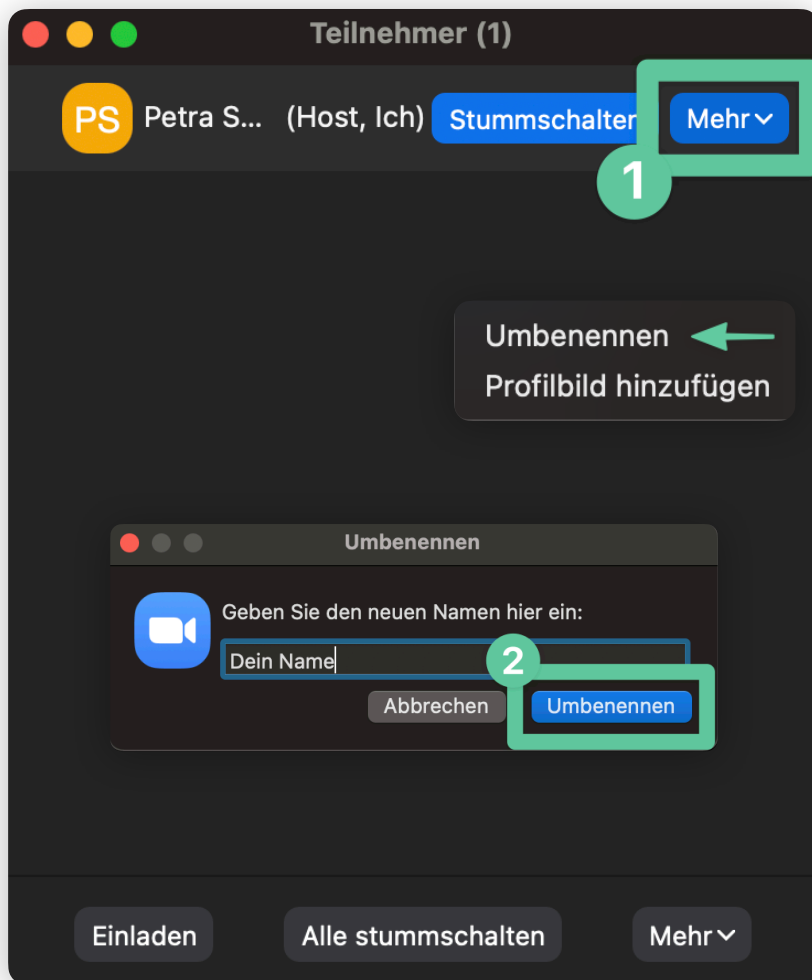 Teilnehmer (1)
PS Petra S... (Host, Ich) Stummschalter Mehr
1
Umbenennen
Profilbild hinzufügen
Umbenennen
Geben Sie den neuen Namen hier ein:
Dein Name
2
Abbrechen Umbenennen
Einladen Alle stummschalten Mehr